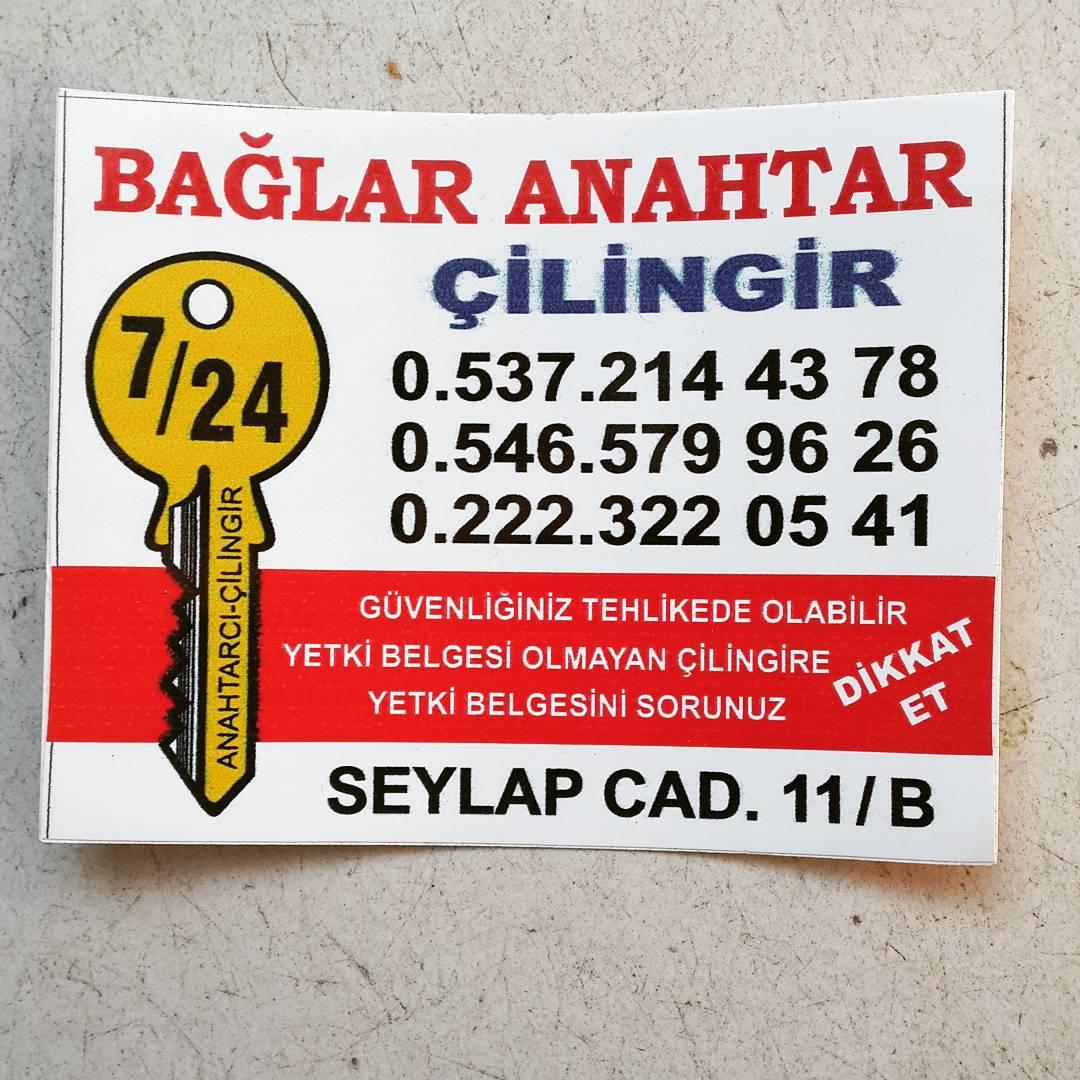 BAĞLAR ANAHTAR
ÇİLİNGİR
7/24
0.537.214 43 78
0.546.579 96 26
0.222.322 05 41
ANAHTARCI-ÇİLİNGİR
GÜVENLİĞİNİZ TEHLİKEDE OLABİLİR
YETKİ BELGESİ OLMAYAN ÇİLİNGİRE
YETKİ BELGESİNİ SORUNUZ
DİKKAT
ET
SEYLAP CAD. 11/B